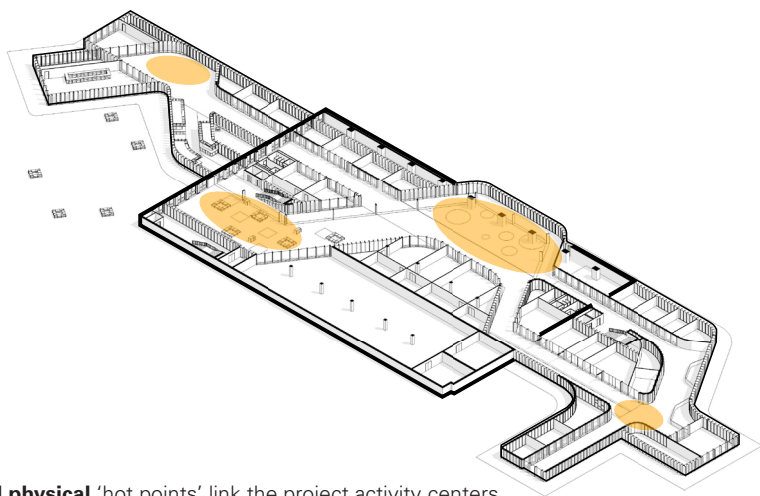 physical ‘hot points’ link the project activity centers